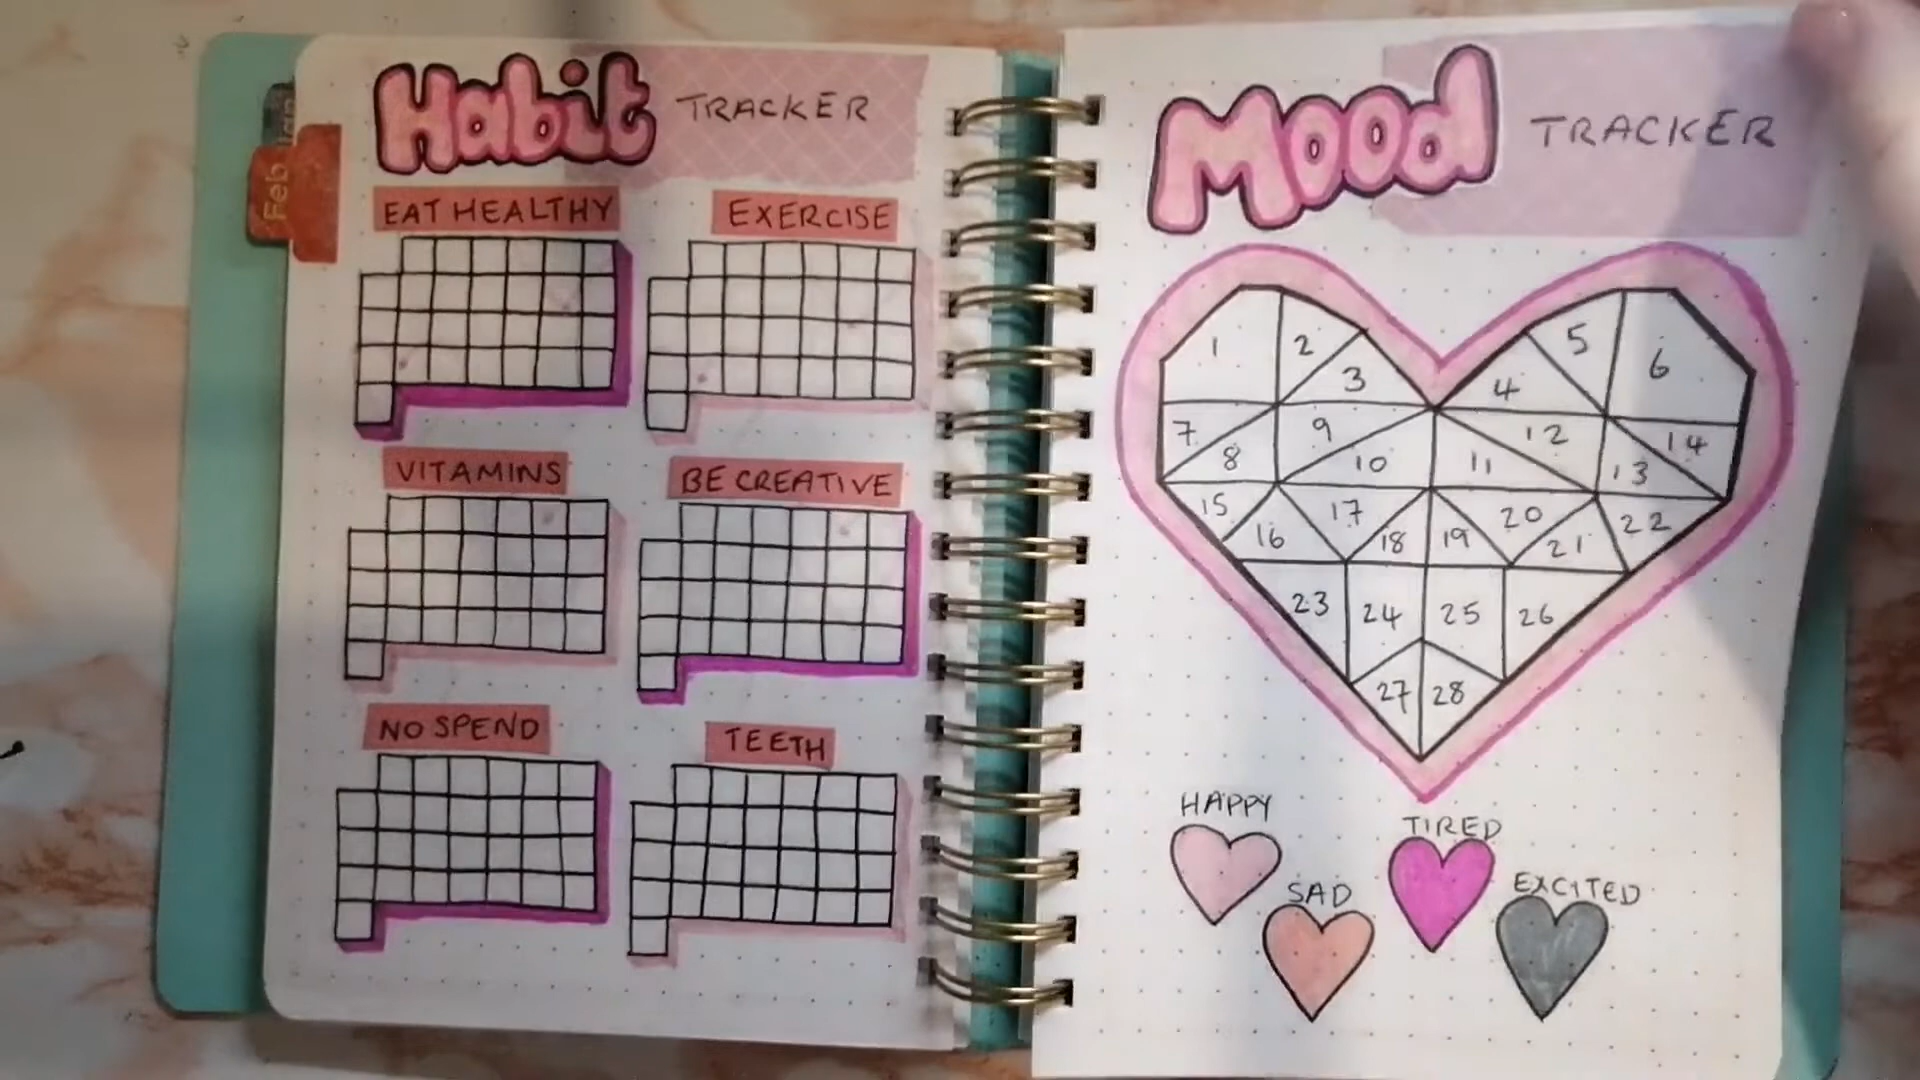 Habit TRACKER
Jan
Feb
EAT HEALTHY
EXERCISE
VITAMINS
BE CREATIVE
NO SPEND
TEETH
Mood TRACKER
1
2
3
4
5
6
7
8
9
10
11
12
13
14
15
16
17
18
19
20
21
22
23
24
25
26
27
28
HAPPY
SAD
TIRED
EXCITED